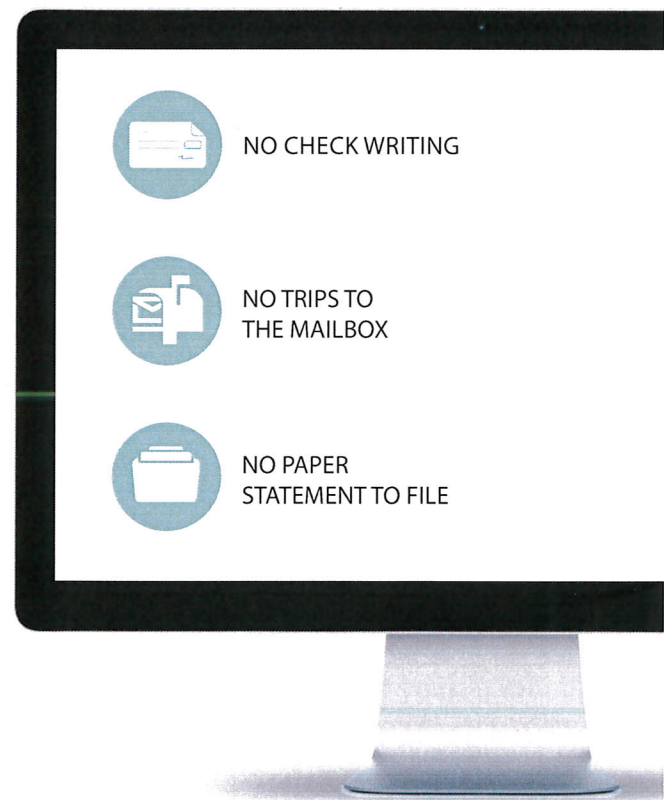 NO CHECK WRITING
NO TRIPS TO
THE MAILBOX
NO PAPER
STATEMENT TO FILE